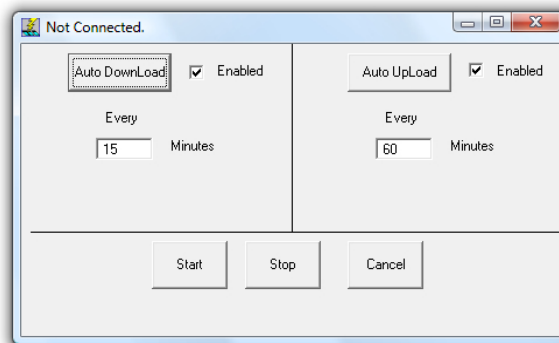 Not Connected.
Auto DownLoad Enabled Auto UpLoad Enabled
Every Every
15 Minutes 60 Minutes
Start Stop Cancel